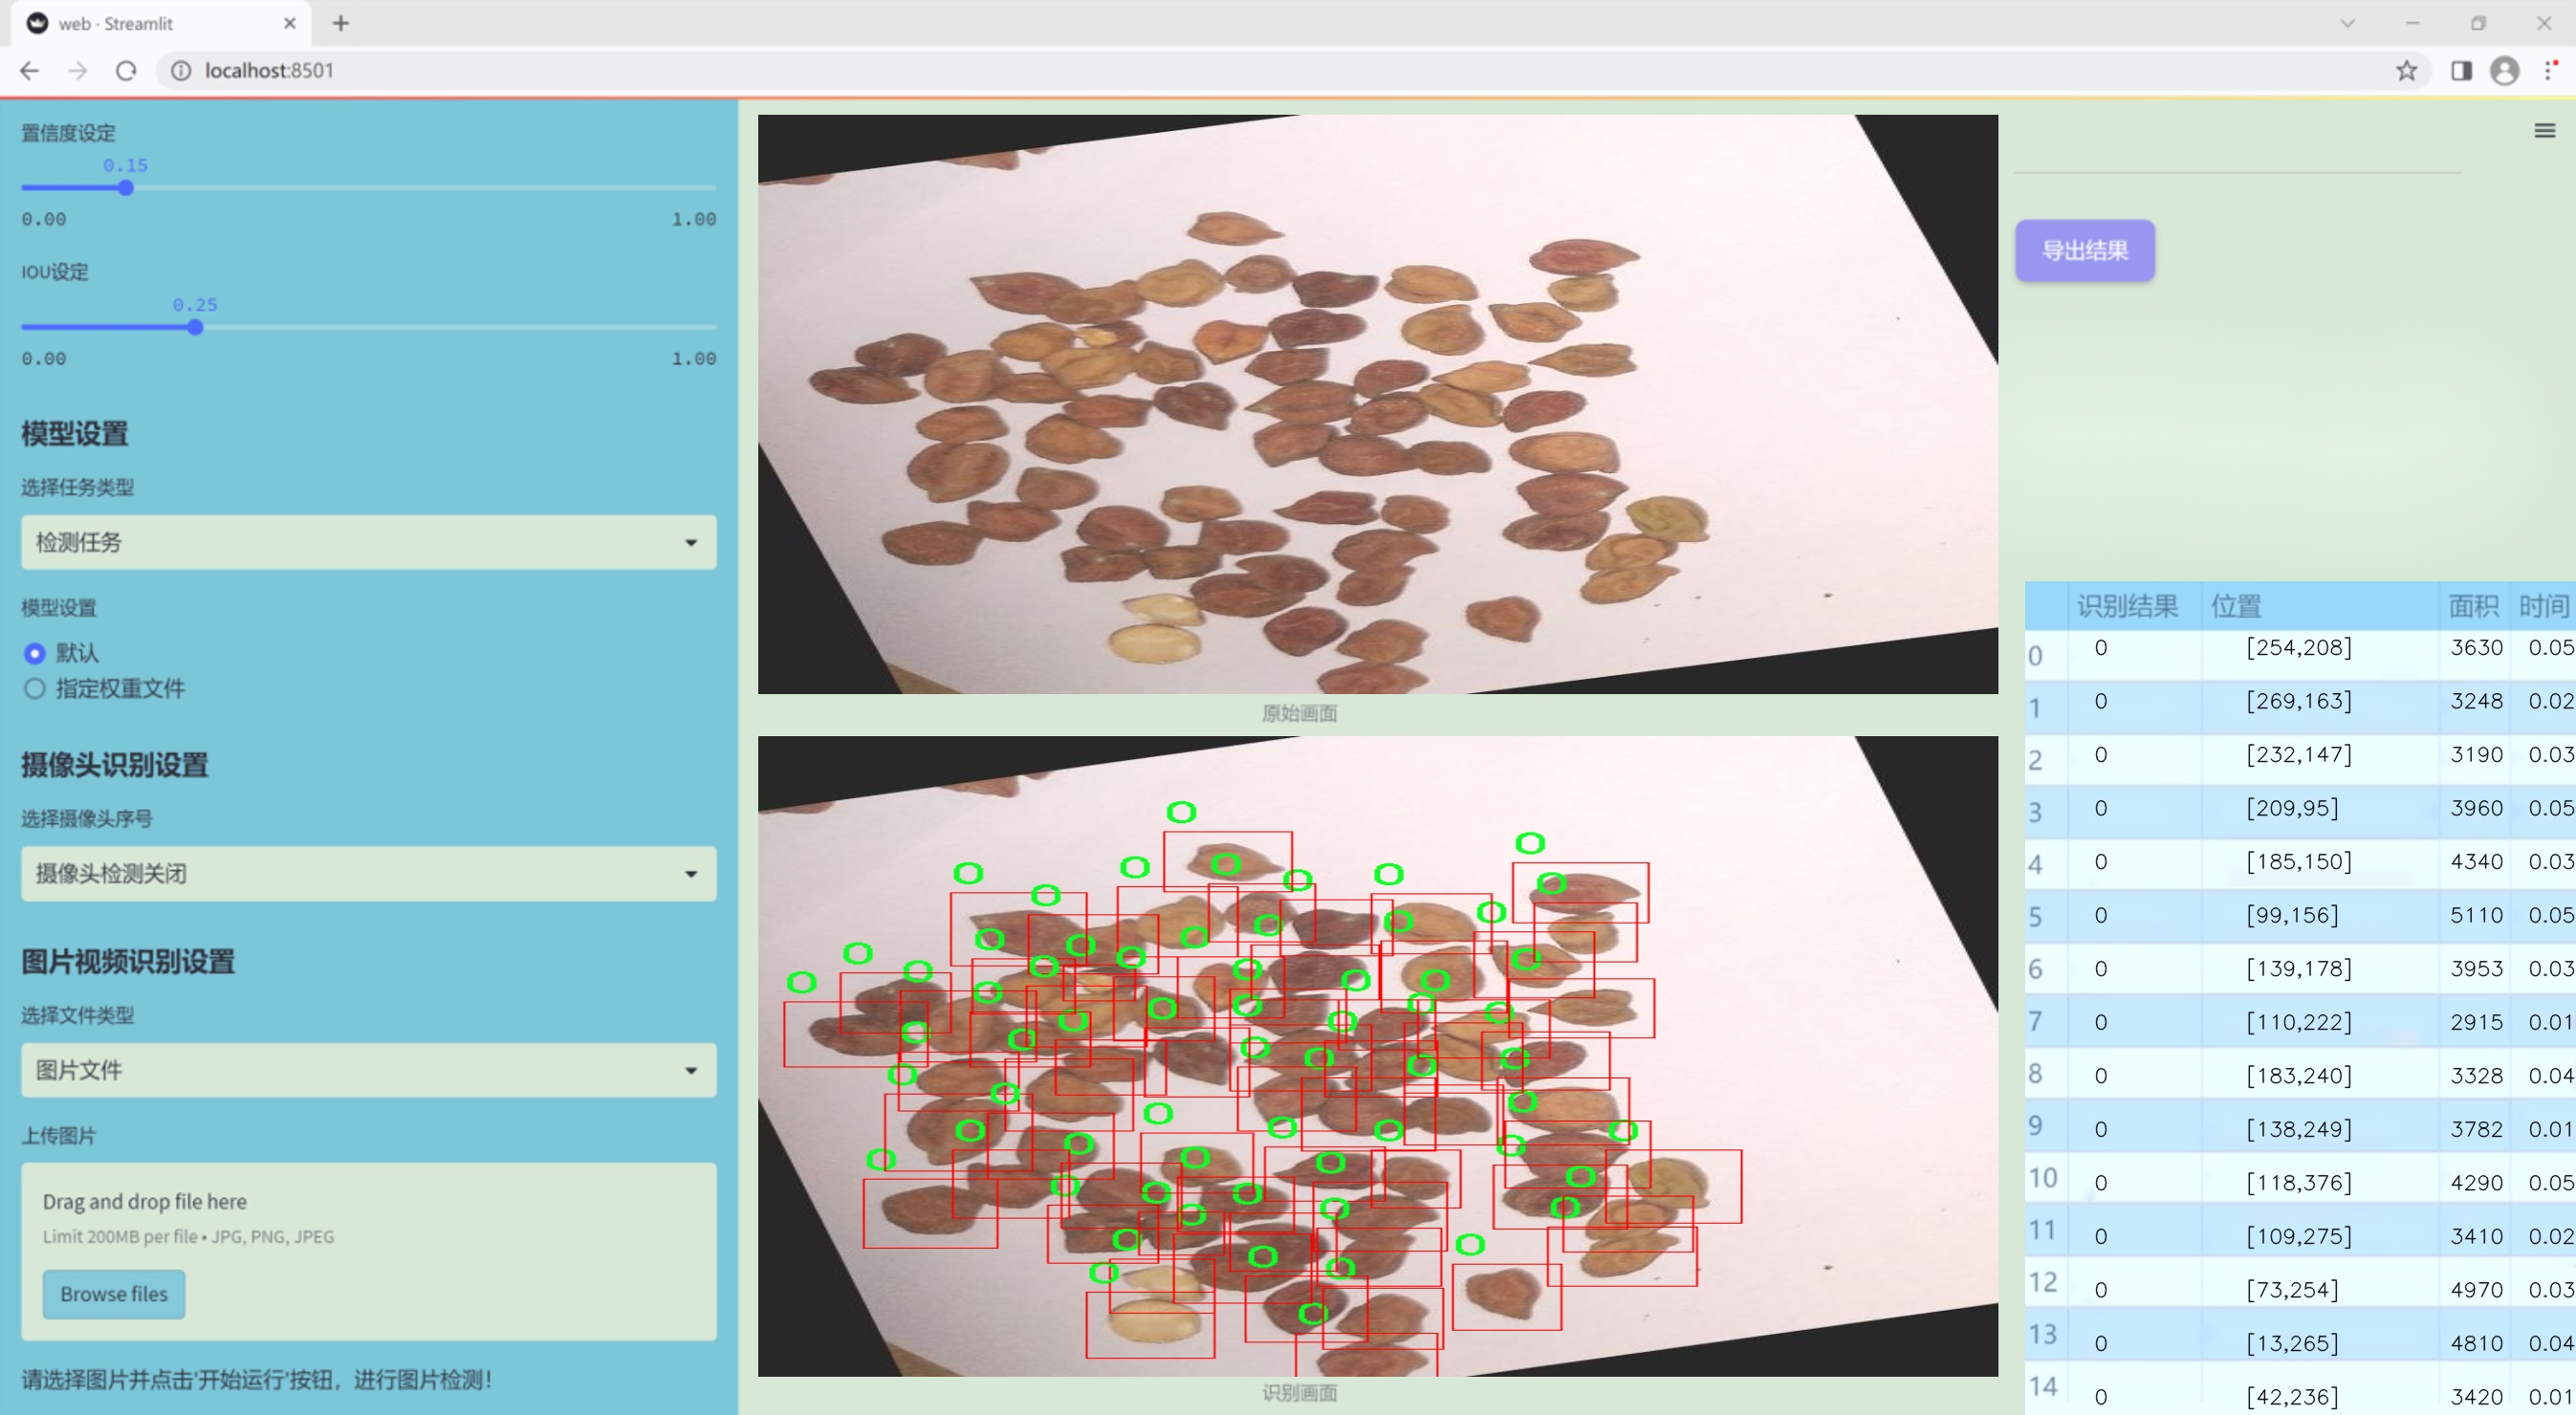 web · Streamlit
localhost:8501
置信度设定
0.15
0.00 1.00
IOU设定
0.25
0.00 1.00
模型设置
选择任务类型
检测任务
模型设置
默认
指定权重文件
摄像头识别设置
选择摄像头序号
摄像头检测关闭
图片视频识别设置
选择文件类型
图片文件
上传图片
Drag and drop file here
Limit 200MB per file • JPG, PNG, JPEG
Browse files
请选择图片并点击'开始运行'按钮，进行图片检测！
原始画面
识别画面
导出结果
识别结果 位置 面积 时间
0 0 [254,208] 3630 0.05
1 0 [269,163] 3248 0.02
2 0 [232,147] 3190 0.03
3 0 [209,95] 3960 0.05
4 0 [185,150] 4340 0.03
5 0 [99,156] 5110 0.05
6 0 [139,178] 3953 0.03
7 0 [110,222] 2915 0.01
8 0 [183,240] 3328 0.04
9 0 [138,249] 3782 0.01
10 0 [118,376] 4290 0.05
11 0 [109,275] 3410 0.02
12 0 [73,254] 4970 0.03
13 0 [13,265] 4810 0.04
14 0 [42,236] 3420 0.01